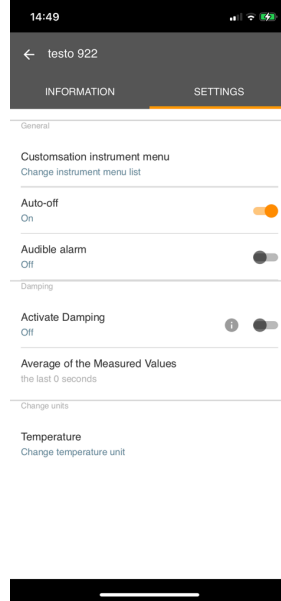 14:49
testo 922
INFORMATION
SETTINGS
General
Customsation instrument menu
Change instrument menu list
Auto-off
On
Audible alarm
Off
Damping
Activate Damping
Off
Average of the Measured Values
the last 0 seconds
Change units
Temperature
Change temperature unit